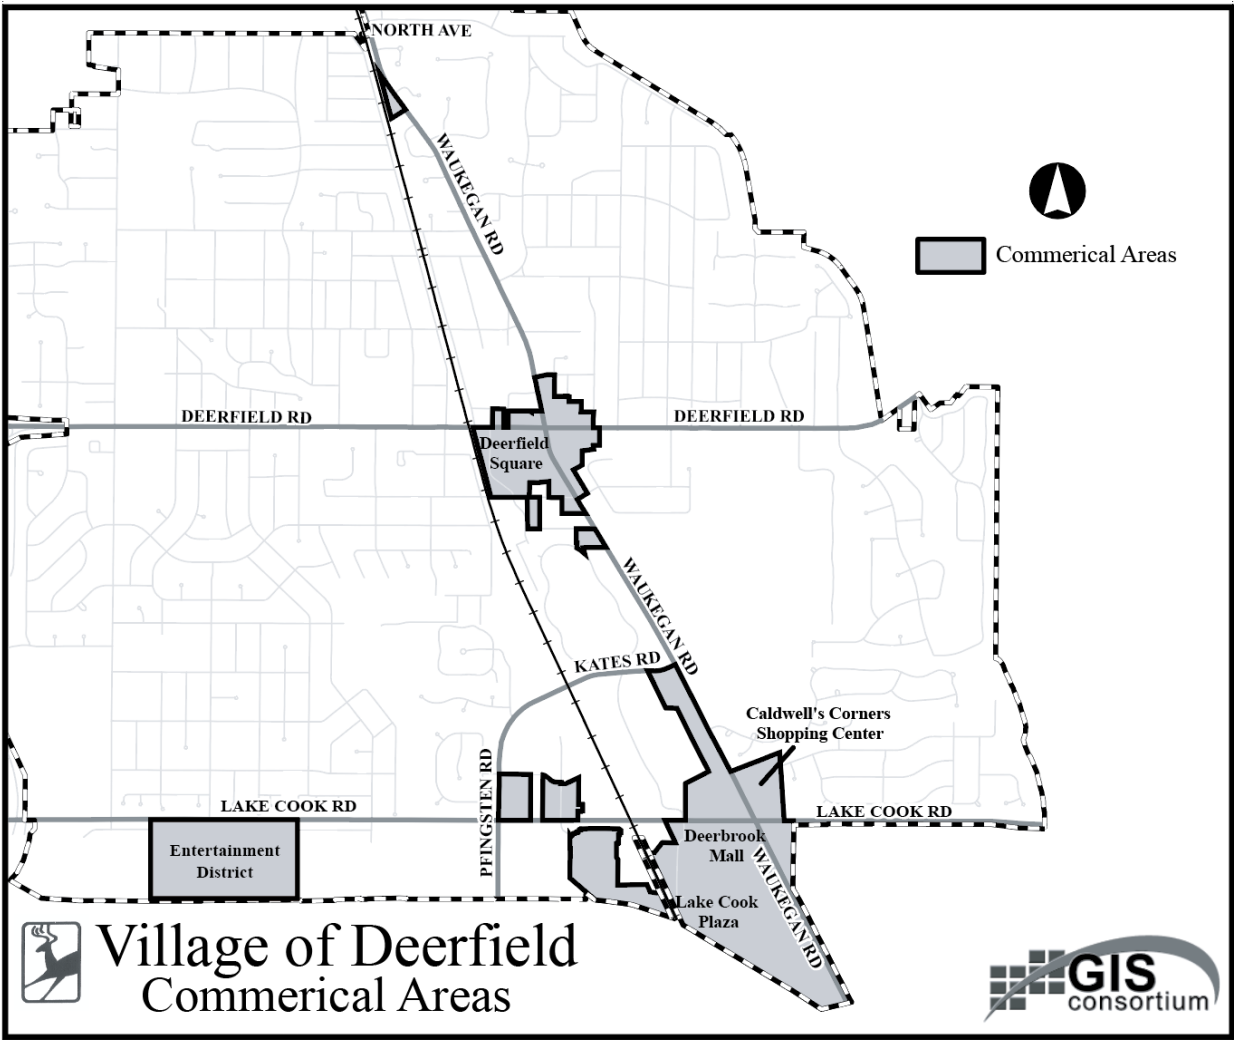 NORTH AVE
WAUKEGAN RD
Commerical Areas
DEERFIELD RD
DEERFIELD RD
Deerfield
Square
WAUKEGAN RD
KATES RD
Caldwell's Corners
Shopping Center
PFINGSTEN RD
LAKE COOK RD
LAKE COOK RD
Entertainment
District
Deerbrook
Mall
WAUKEGAN RD
Lake Cook
Plaza
Village of Deerfield
Commerical Areas
GIS
consortium